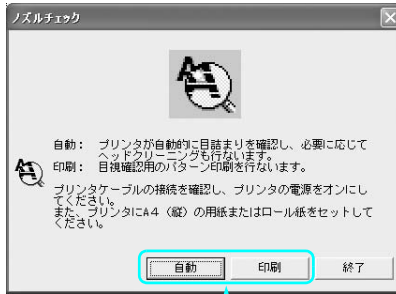 ノズルチェック
自動： プリンタが自動的に目詰まりを確認し、必要に応じて
ヘッドクリーニングも行ないます。
印刷： 目視確認用のパターン印刷を行ないます。
プリンタケーブルの接続を確認し、プリンタの電源をオンにし
てください。
また、プリンタにA4（縦）の用紙またはロール紙をセットして
ください。
自動 印刷 終了